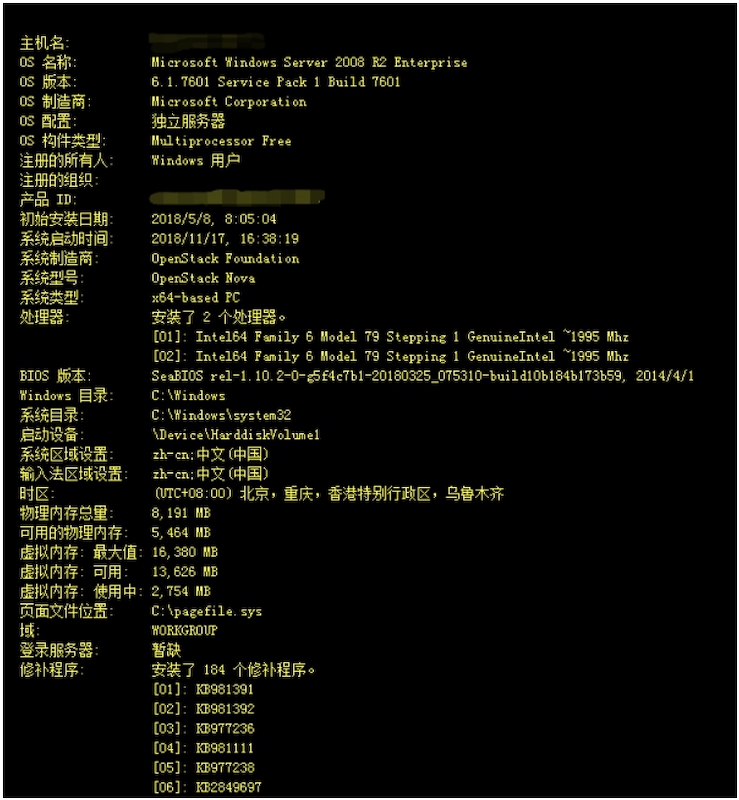 主机名:
OS 名称: Microsoft Windows Server 2008 R2 Enterprise
OS 版本: 6.1.7601 Service Pack 1 Build 7601
OS 制造商: Microsoft Corporation
OS 配置: 独立服务器
OS 构件类型: Multiprocessor Free
注册的所有人: Windows 用户
注册的组织:
产品 ID:
初始安装日期: 2018/5/8, 8:05:04
系统启动时间: 2018/11/17, 16:38:19
系统制造商: OpenStack Foundation
系统型号: OpenStack Nova
系统类型: x64-based PC
处理器: 安装了 2 个处理器。
[01]: Intel64 Family 6 Model 79 Stepping 1 GenuineIntel ~1995 Mhz
[02]: Intel64 Family 6 Model 79 Stepping 1 GenuineIntel ~1995 Mhz
BIOS 版本: SeaBIOS rel-1.10.2-0-g5f4c7b1-20180325_075310-build10b184b173b59, 2014/4/1
Windows 目录: C:\Windows
系统目录: C:\Windows\system32
启动设备: \Device\HarddiskVolume1
系统区域设置: zh-cn;中文(中国)
输入法区域设置: zh-cn;中文(中国)
时区: (UTC+08:00) 北京，重庆，香港特别行政区，乌鲁木齐
物理内存总量: 8,191 MB
可用的物理内存: 5,464 MB
虚拟内存: 最大值: 16,380 MB
虚拟内存: 可用: 13,626 MB
虚拟内存: 使用中: 2,754 MB
页面文件位置: C:\pagefile.sys
域: WORKGROUP
登录服务器: 暂缺
修补程序: 安装了 184 个修补程序。
[01]: KB981391
[02]: KB981392
[03]: KB977236
[04]: KB981111
[05]: KB977238
[06]: KB2849697